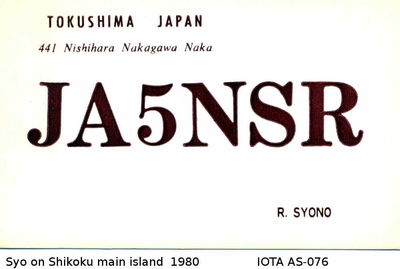 TOKUSHIMA JAPAN
441 Nishihara Nakagawa Naka
JA5NSR
R. SYONO
Syo on Shikoku main island 1980 IOTA AS-076